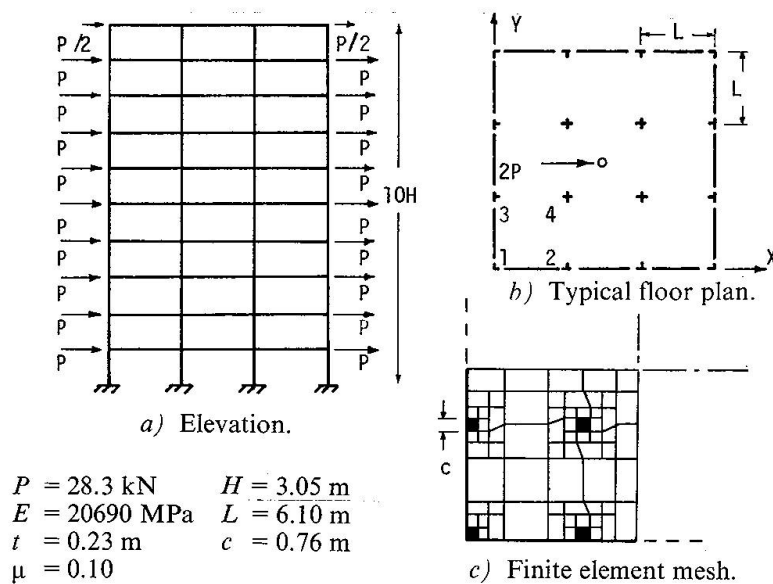 P/2 P/2
P P
P P
P P
P P
10H
P P
P P
P P
P P
P P
a) Elevation.
Y
L
L
2P
3 4
1 2
X
b) Typical floor plan.
c
c) Finite element mesh.
P = 28.3 kN H = 3.05 m
E = 20690 MPa L = 6.10 m
t = 0.23 m c = 0.76 m
μ = 0.10